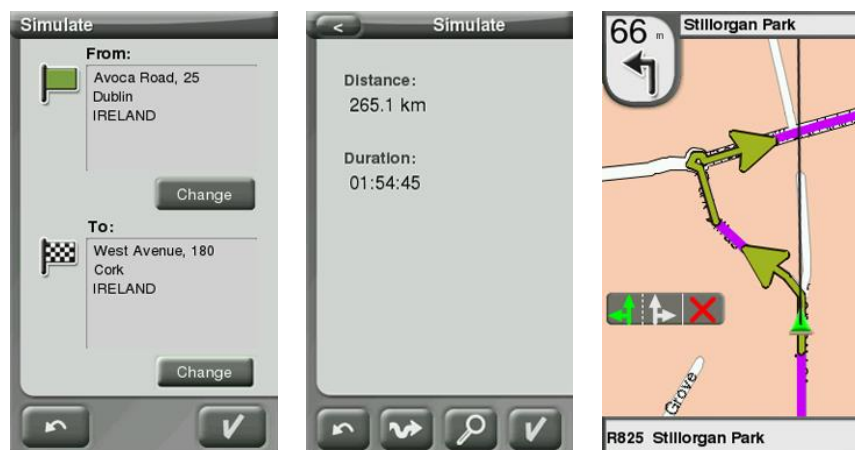 Simulate
From:
Avoca Road, 25
Dublin
IRELAND
Change
To:
West Avenue, 180
Cork
IRELAND
Change
<
Simulate
Distance:
265.1 km
Duration:
01:54:45
66 m
Stillorgan Park
Grove
R825 Stillorgan Park